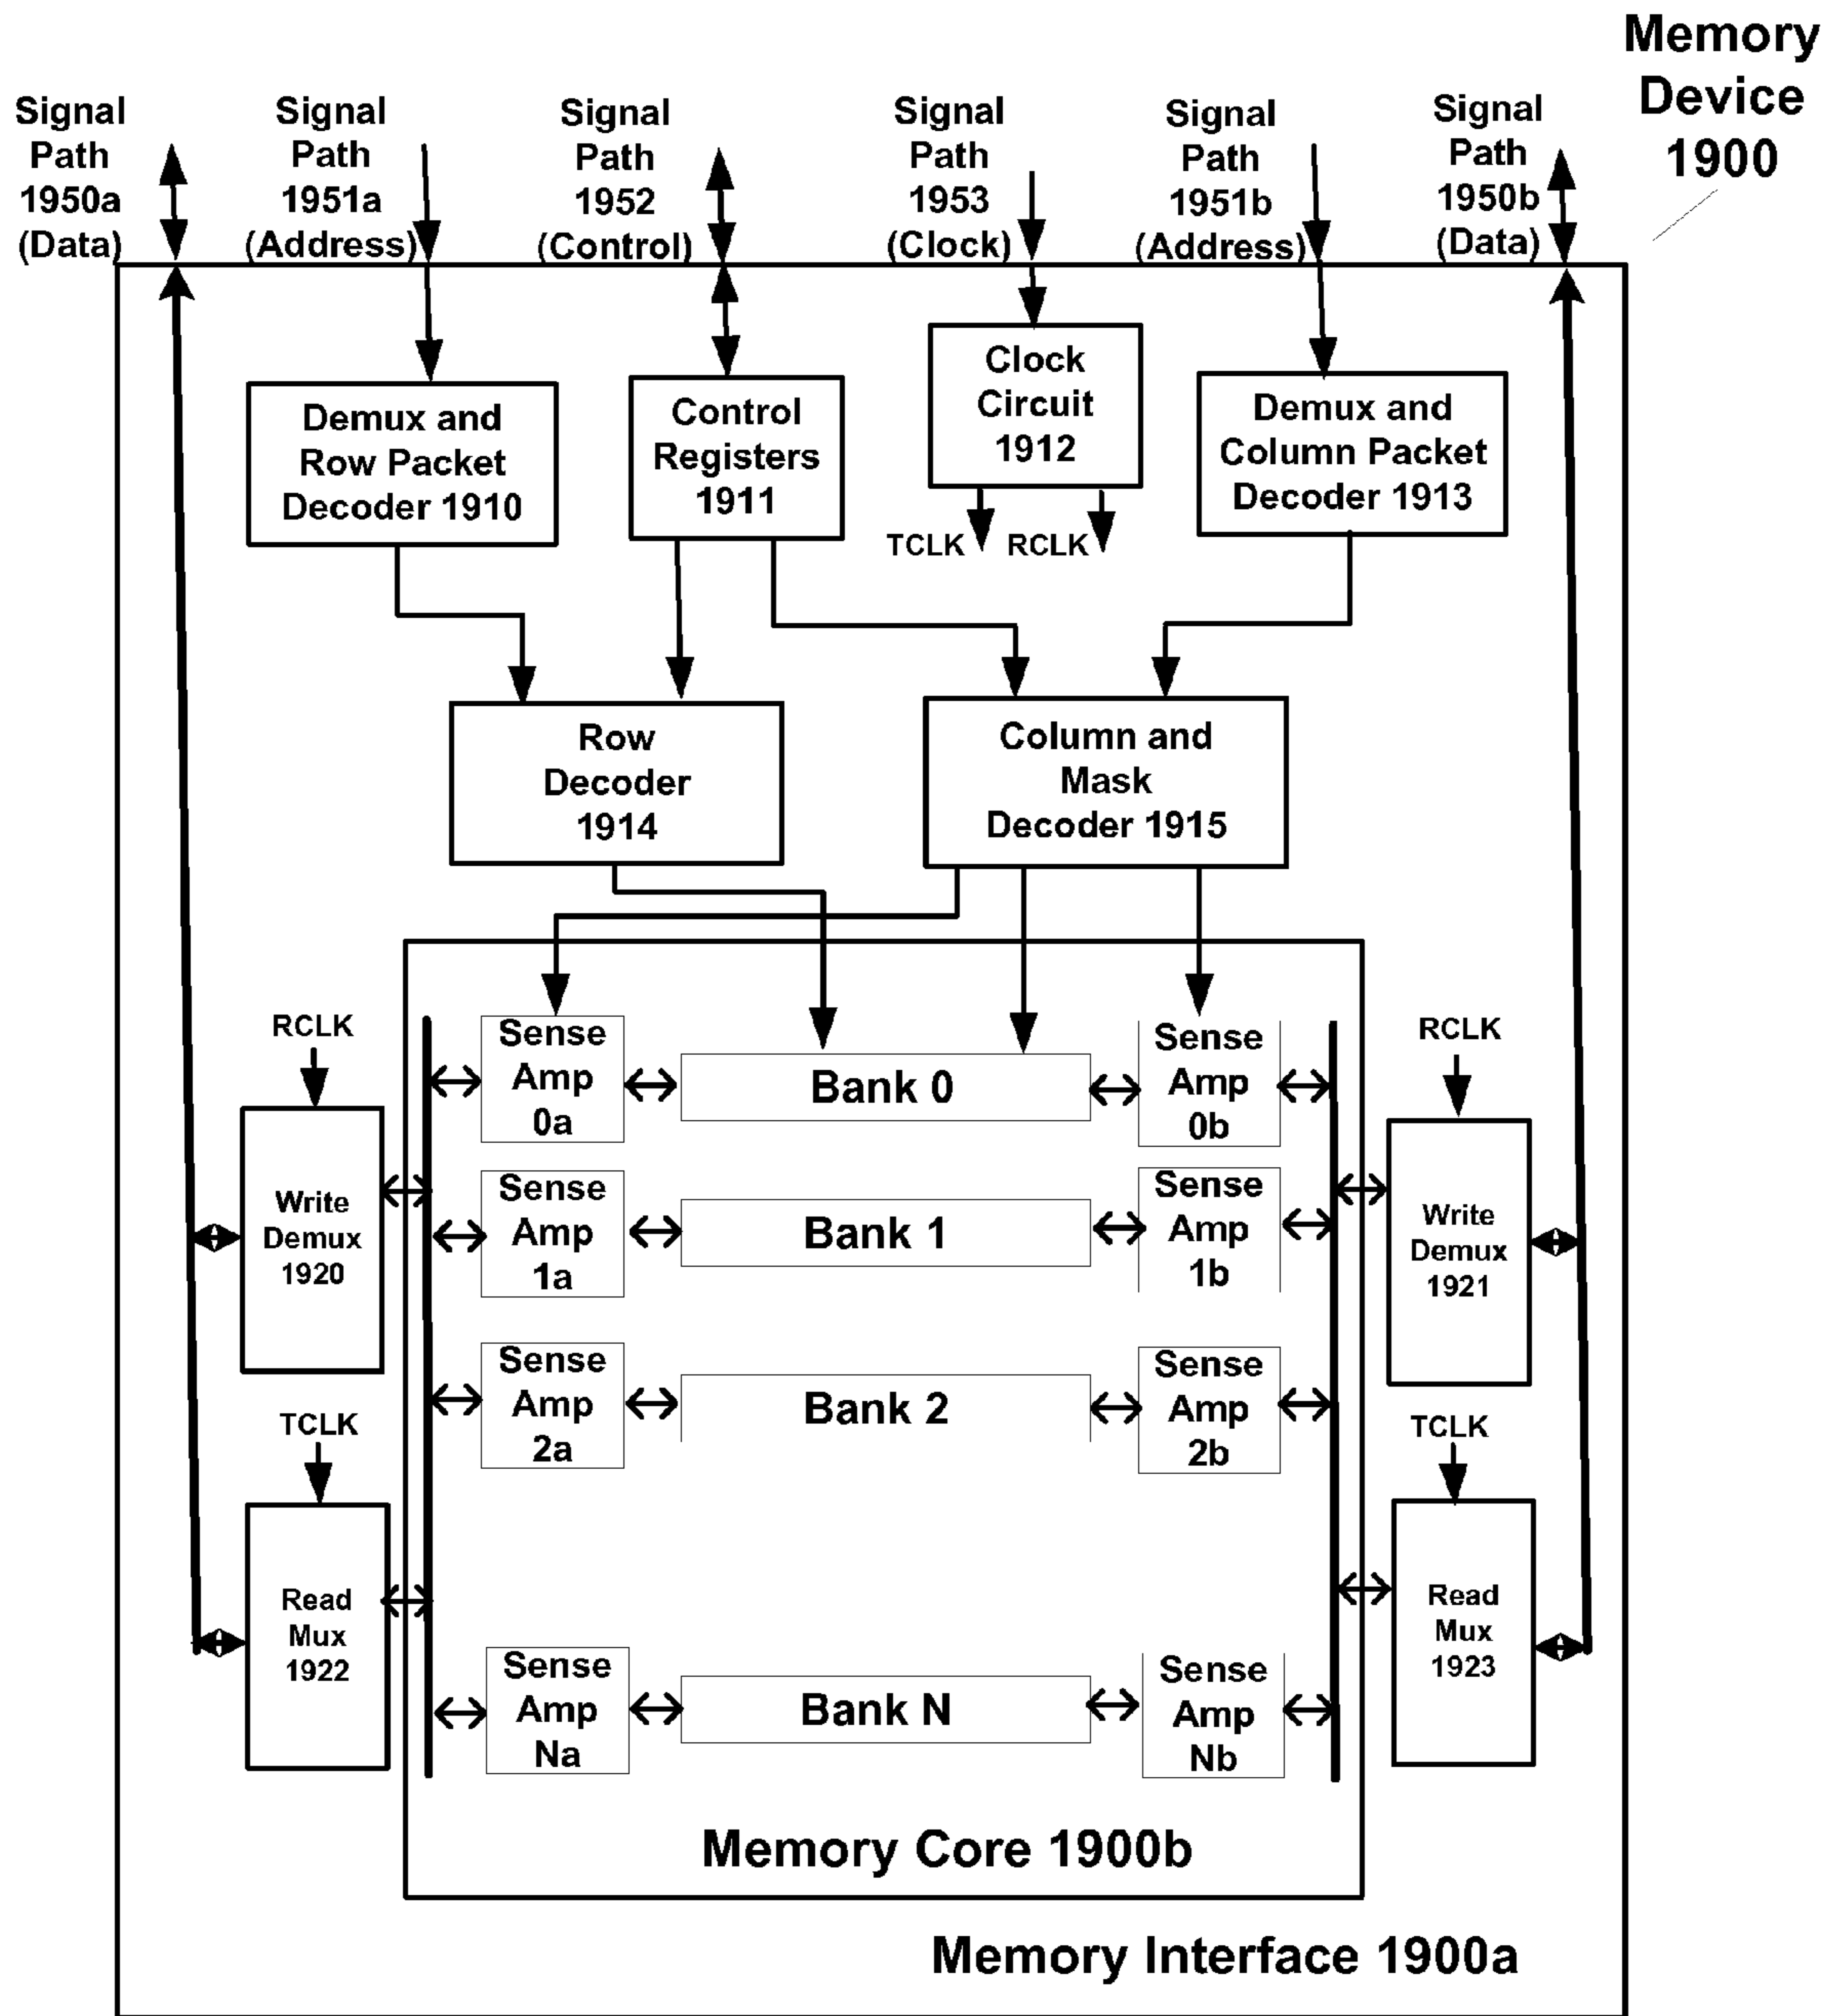 Memory
Device
1900
Signal
Path
1950a
(Data)
Signal
Path
1951a
(Address)
Signal
Path
1952
(Control)
Signal
Path
1953
(Clock)
Signal
Path
1951b
(Address)
Signal
Path
1950b
(Data)
Demux and
Row Packet
Decoder 1910
Control
Registers
1911
Clock
Circuit
1912
Demux and
Column Packet
Decoder 1913
TCLK
RCLK
Row
Decoder
1914
Column and
Mask
Decoder 1915
RCLK
Sense
Amp
0a
Bank 0
Sense
Amp
0b
RCLK
Write
Demux
1920
Sense
Amp
1a
Bank 1
Sense
Amp
1b
Write
Demux
1921
Sense
Amp
2a
Bank 2
Sense
Amp
2b
TCLK
TCLK
Read
Mux
1922
Sense
Amp
Na
Bank N
Sense
Amp
Nb
Read
Mux
1923
Memory Core 1900b
Memory Interface 1900a